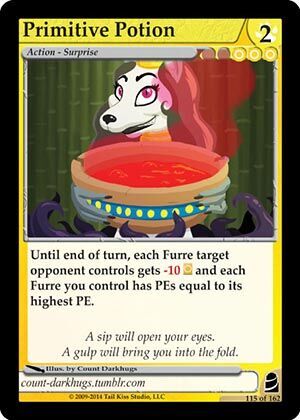 Primitive Potion
2
Action - Surprise
Until end of turn, each Furre target
opponent controls gets -10 and each
Furre you control has PEs equal to its
highest PE.
A sip will open your eyes.
A gulp will bring you into the fold.
Illus. by Count Darkhugs
count-darkhugs.tumblr.com
115 of 162
©2009-2014 Tail Kiss Studio, LLC